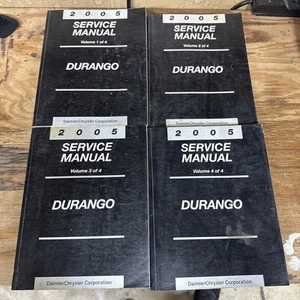 2005
SERVICE
MANUAL
Volume 1 of 4
DURANGO
DaimlerChrysler Corporation
2005
SERVICE
MANUAL
Volume 2 of 4
DURANGO
2005
SERVICE
MANUAL
Volume 3 of 4
DURANGO
DaimlerChrysler Corporation
2005
SERVICE
MANUAL
Volume 4 of 4
DURANGO
DaimlerChrysler Corporation